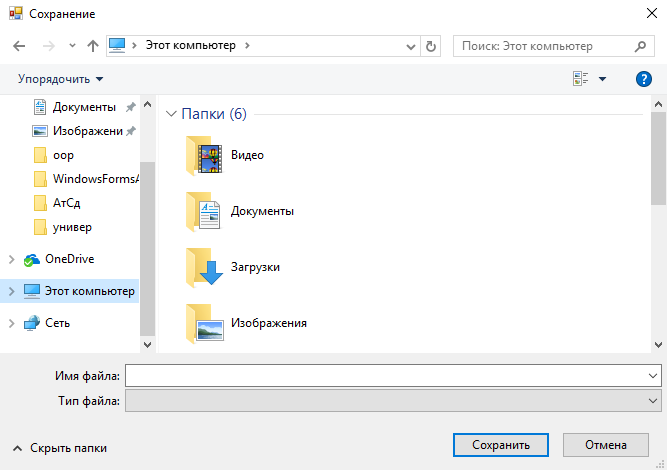 Сохранение
Этот компьютер
Поиск: Этот компьютер
Упорядочить
?
Документы
Изображени
oop
WindowsFormsA
АтСд
универ
OneDrive
Этот компьютер
Сеть
Папки (6)
Видео
Документы
Загрузки
Изображения
Имя файла:
Тип файла:
Скрыть папки
Сохранить
Отмена